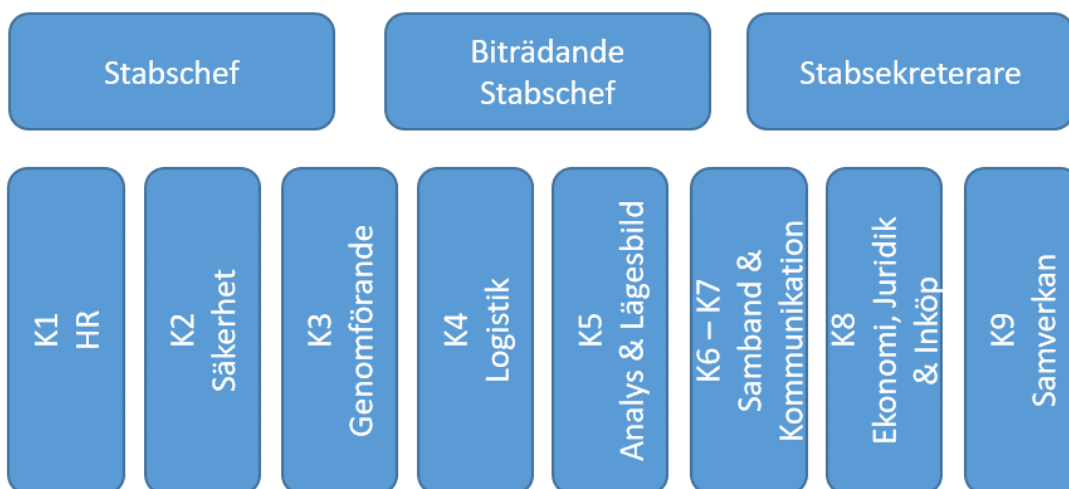 Stabschef
Biträdande
Stabschef
Stabsekreterare
K1
HR
K2
Säkerhet
K3
Genomförande
K4
Logistik
K5
Analys & Lägesbild
K6 – K7
Samband &
Kommunikation
K8
Ekonomi, Juridik
& Inköp
K9
Samverkan